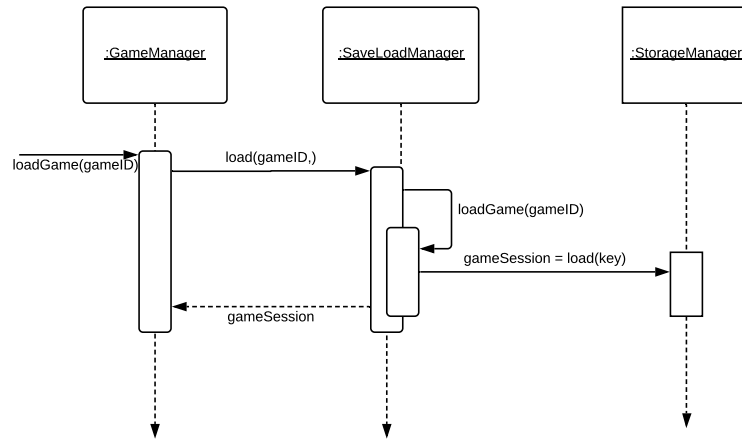 :GameManager
:SaveLoadManager
:StorageManager
loadGame(gameID)
load(gameID,)
loadGame(gameID)
gameSession = load(key)
gameSession